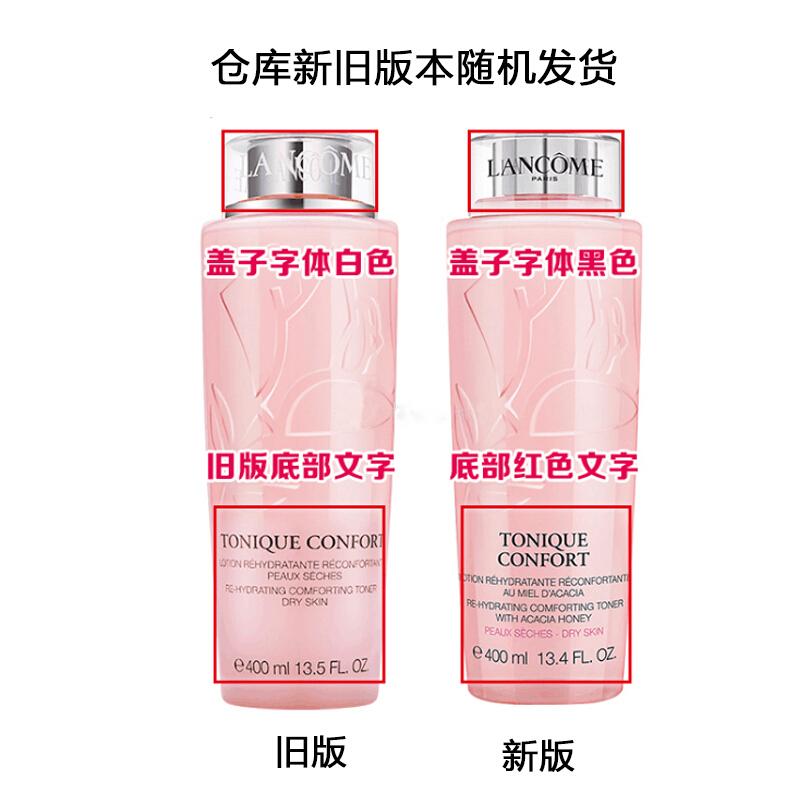 仓库新旧版本随机发货
LANCÔME
盖子字体白色
旧版底部文字
TONIQUE CONFORT
LOTION RÉHYDRATANTE RÉCONFORTANTE
PEAUX SÈCHES
RE-HYDRATING COMFORTING TONER
DRY SKIN
e 400 ml 13.5 FL. OZ.
旧版
LANCÔME
PARIS
盖子字体黑色
底部红色文字
TONIQUE
CONFORT
LOTION RÉHYDRATANTE RÉCONFORTANTE
AU MIEL D'ACACIA
RE-HYDRATING COMFORTING TONER
WITH ACACIA HONEY
PEAUX SÈCHES - DRY SKIN
e 400 ml 13.4 FL. OZ.
新版